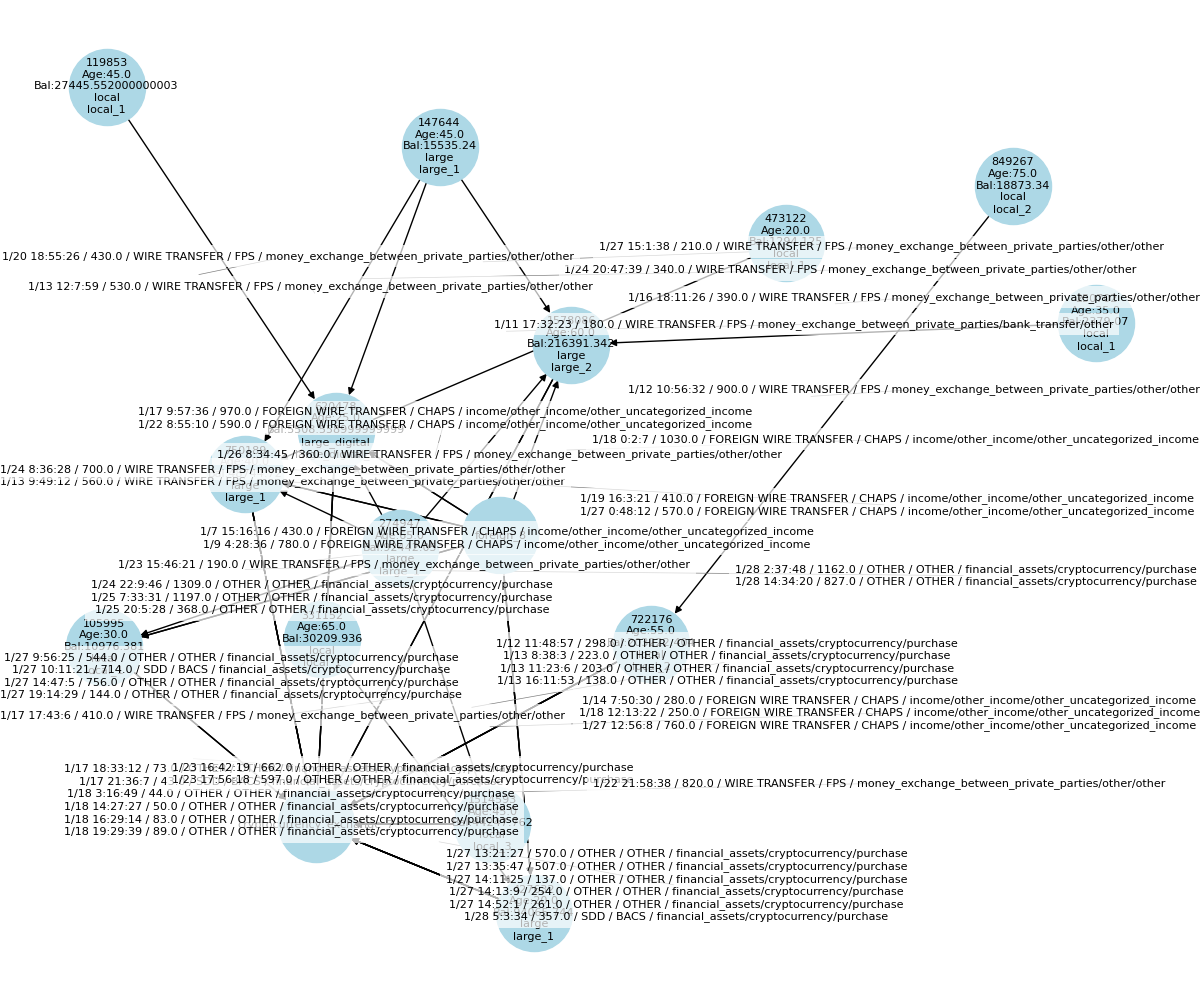 119853
Age:45.0
Bal:27445.552000000003
local
local_1
147644
Age:45.0
Bal:15535.24
large
large_1
849267
Age:75.0
Bal:18873.34
local
local_2
473122
Age:20.0
1/27 15:1:38 / 210.0 / WIRE TRANSFER / FPS / money_exchange_between_private_parties/other/other
1/20 18:55:26 / 430.0 / WIRE TRANSFER / FPS / money_exchange_between_private_parties/other/other
1/24 20:47:39 / 340.0 / WIRE TRANSFER / FPS / money_exchange_between_private_parties/other/other
1/13 12:7:59 / 530.0 / WIRE TRANSFER / FPS / money_exchange_between_private_parties/other/other
1/16 18:11:26 / 390.0 / WIRE TRANSFER / FPS / money_exchange_between_private_parties/other/other
Age:35.0
1/11 17:32:23 / 180.0 / WIRE TRANSFER / FPS / money_exchange_between_private_parties/bank_transfer/other
local
local_1
Age:60.0
Bal:216391.342
large
large_2
1/12 10:56:32 / 900.0 / WIRE TRANSFER / FPS / money_exchange_between_private_parties/other/other
1/17 9:57:36 / 970.0 / FOREIGN WIRE TRANSFER / CHAPS / income/other_income/other_uncategorized_income
1/22 8:55:10 / 590.0 / FOREIGN WIRE TRANSFER / CHAPS / income/other_income/other_uncategorized_income
large_digital
1/18 0:2:7 / 1030.0 / FOREIGN WIRE TRANSFER / CHAPS / income/other_income/other_uncategorized_income
1/26 8:34:45 / 360.0 / WIRE TRANSFER / FPS / money_exchange_between_private_parties/other/other
1/24 8:36:28 / 700.0 / WIRE TRANSFER / FPS / money_exchange_between_private_parties/other/other
1/13 9:49:12 / 560.0 / WIRE TRANSFER / FPS / money_exchange_between_private_parties/other/other
large_1
1/19 16:3:21 / 410.0 / FOREIGN WIRE TRANSFER / CHAPS / income/other_income/other_uncategorized_income
1/27 0:48:12 / 570.0 / FOREIGN WIRE TRANSFER / CHAPS / income/other_income/other_uncategorized_income
274947
1/7 15:16:16 / 430.0 / FOREIGN WIRE TRANSFER / CHAPS / income/other_income/other_uncategorized_income
1/9 4:28:36 / 780.0 / FOREIGN WIRE TRANSFER / CHAPS / income/other_income/other_uncategorized_income
large
1/23 15:46:21 / 190.0 / WIRE TRANSFER / FPS / money_exchange_between_private_parties/other/other
1/28 2:37:48 / 1162.0 / OTHER / OTHER / financial_assets/cryptocurrency/purchase
1/28 14:34:20 / 827.0 / OTHER / OTHER / financial_assets/cryptocurrency/purchase
1/24 22:9:46 / 1309.0 / OTHER / OTHER / financial_assets/cryptocurrency/purchase
1/25 7:33:31 / 1197.0 / OTHER / OTHER / financial_assets/cryptocurrency/purchase
1/25 20:5:28 / 368.0 / OTHER / OTHER / financial_assets/cryptocurrency/purchase
105995
Age:30.0
Bal:10976.381
Age:65.0
Bal:30209.936
local
722176
Age:55.0
1/12 11:48:57 / 298.0 / OTHER / OTHER / financial_assets/cryptocurrency/purchase
1/13 8:38:3 / 223.0 / OTHER / OTHER / financial_assets/cryptocurrency/purchase
1/13 11:23:6 / 203.0 / OTHER / OTHER / financial_assets/cryptocurrency/purchase
1/13 16:11:53 / 138.0 / OTHER / OTHER / financial_assets/cryptocurrency/purchase
1/27 9:56:25 / 544.0 / OTHER / OTHER / financial_assets/cryptocurrency/purchase
1/27 10:11:21 / 714.0 / SDD / BACS / financial_assets/cryptocurrency/purchase
1/27 14:47:5 / 756.0 / OTHER / OTHER / financial_assets/cryptocurrency/purchase
1/27 19:14:29 / 144.0 / OTHER / OTHER / financial_assets/cryptocurrency/purchase
1/14 7:50:30 / 280.0 / FOREIGN WIRE TRANSFER / CHAPS / income/other_income/other_uncategorized_income
1/18 12:13:22 / 250.0 / FOREIGN WIRE TRANSFER / CHAPS / income/other_income/other_uncategorized_income
1/27 12:56:8 / 760.0 / FOREIGN WIRE TRANSFER / CHAPS / income/other_income/other_uncategorized_income
1/17 17:43:6 / 410.0 / WIRE TRANSFER / FPS / money_exchange_between_private_parties/other/other
1/23 16:42:19 / 662.0 / OTHER / OTHER / financial_assets/cryptocurrency/purchase
1/23 17:56:18 / 597.0 / OTHER / OTHER / financial_assets/cryptocurrency/purchase
1/17 18:33:12 / 73.
1/17 21:36:7 /
1/18 3:16:49 / 44.0 / OTHER / OTHER / financial_assets/cryptocurrency/purchase
1/18 14:27:27 / 50.0 / OTHER / OTHER / financial_assets/cryptocurrency/purchase
1/18 16:29:14 / 83.0 / OTHER / OTHER / financial_assets/cryptocurrency/purchase
1/18 19:29:39 / 89.0 / OTHER / OTHER / financial_assets/cryptocurrency/purchase
1/22 21:58:38 / 820.0 / WIRE TRANSFER / FPS / money_exchange_between_private_parties/other/other
local
local_3
1/27 13:21:27 / 570.0 / OTHER / OTHER / financial_assets/cryptocurrency/purchase
1/27 13:35:47 / 507.0 / OTHER / OTHER / financial_assets/cryptocurrency/purchase
1/27 14:11:25 / 137.0 / OTHER / OTHER / financial_assets/cryptocurrency/purchase
1/27 14:13:9 / 254.0 / OTHER / OTHER / financial_assets/cryptocurrency/purchase
1/27 14:52:1 / 261.0 / OTHER / OTHER / financial_assets/cryptocurrency/purchase
1/28 5:3:34 / 357.0 / SDD / BACS / financial_assets/cryptocurrency/purchase
large
large_1